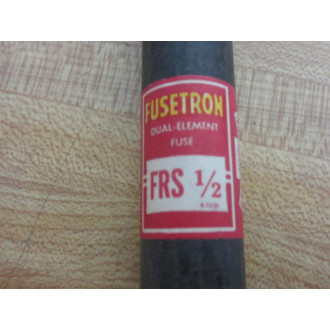 FUSETRON
DUAL-ELEMENT
FUSE
FRS 1/2
AMP